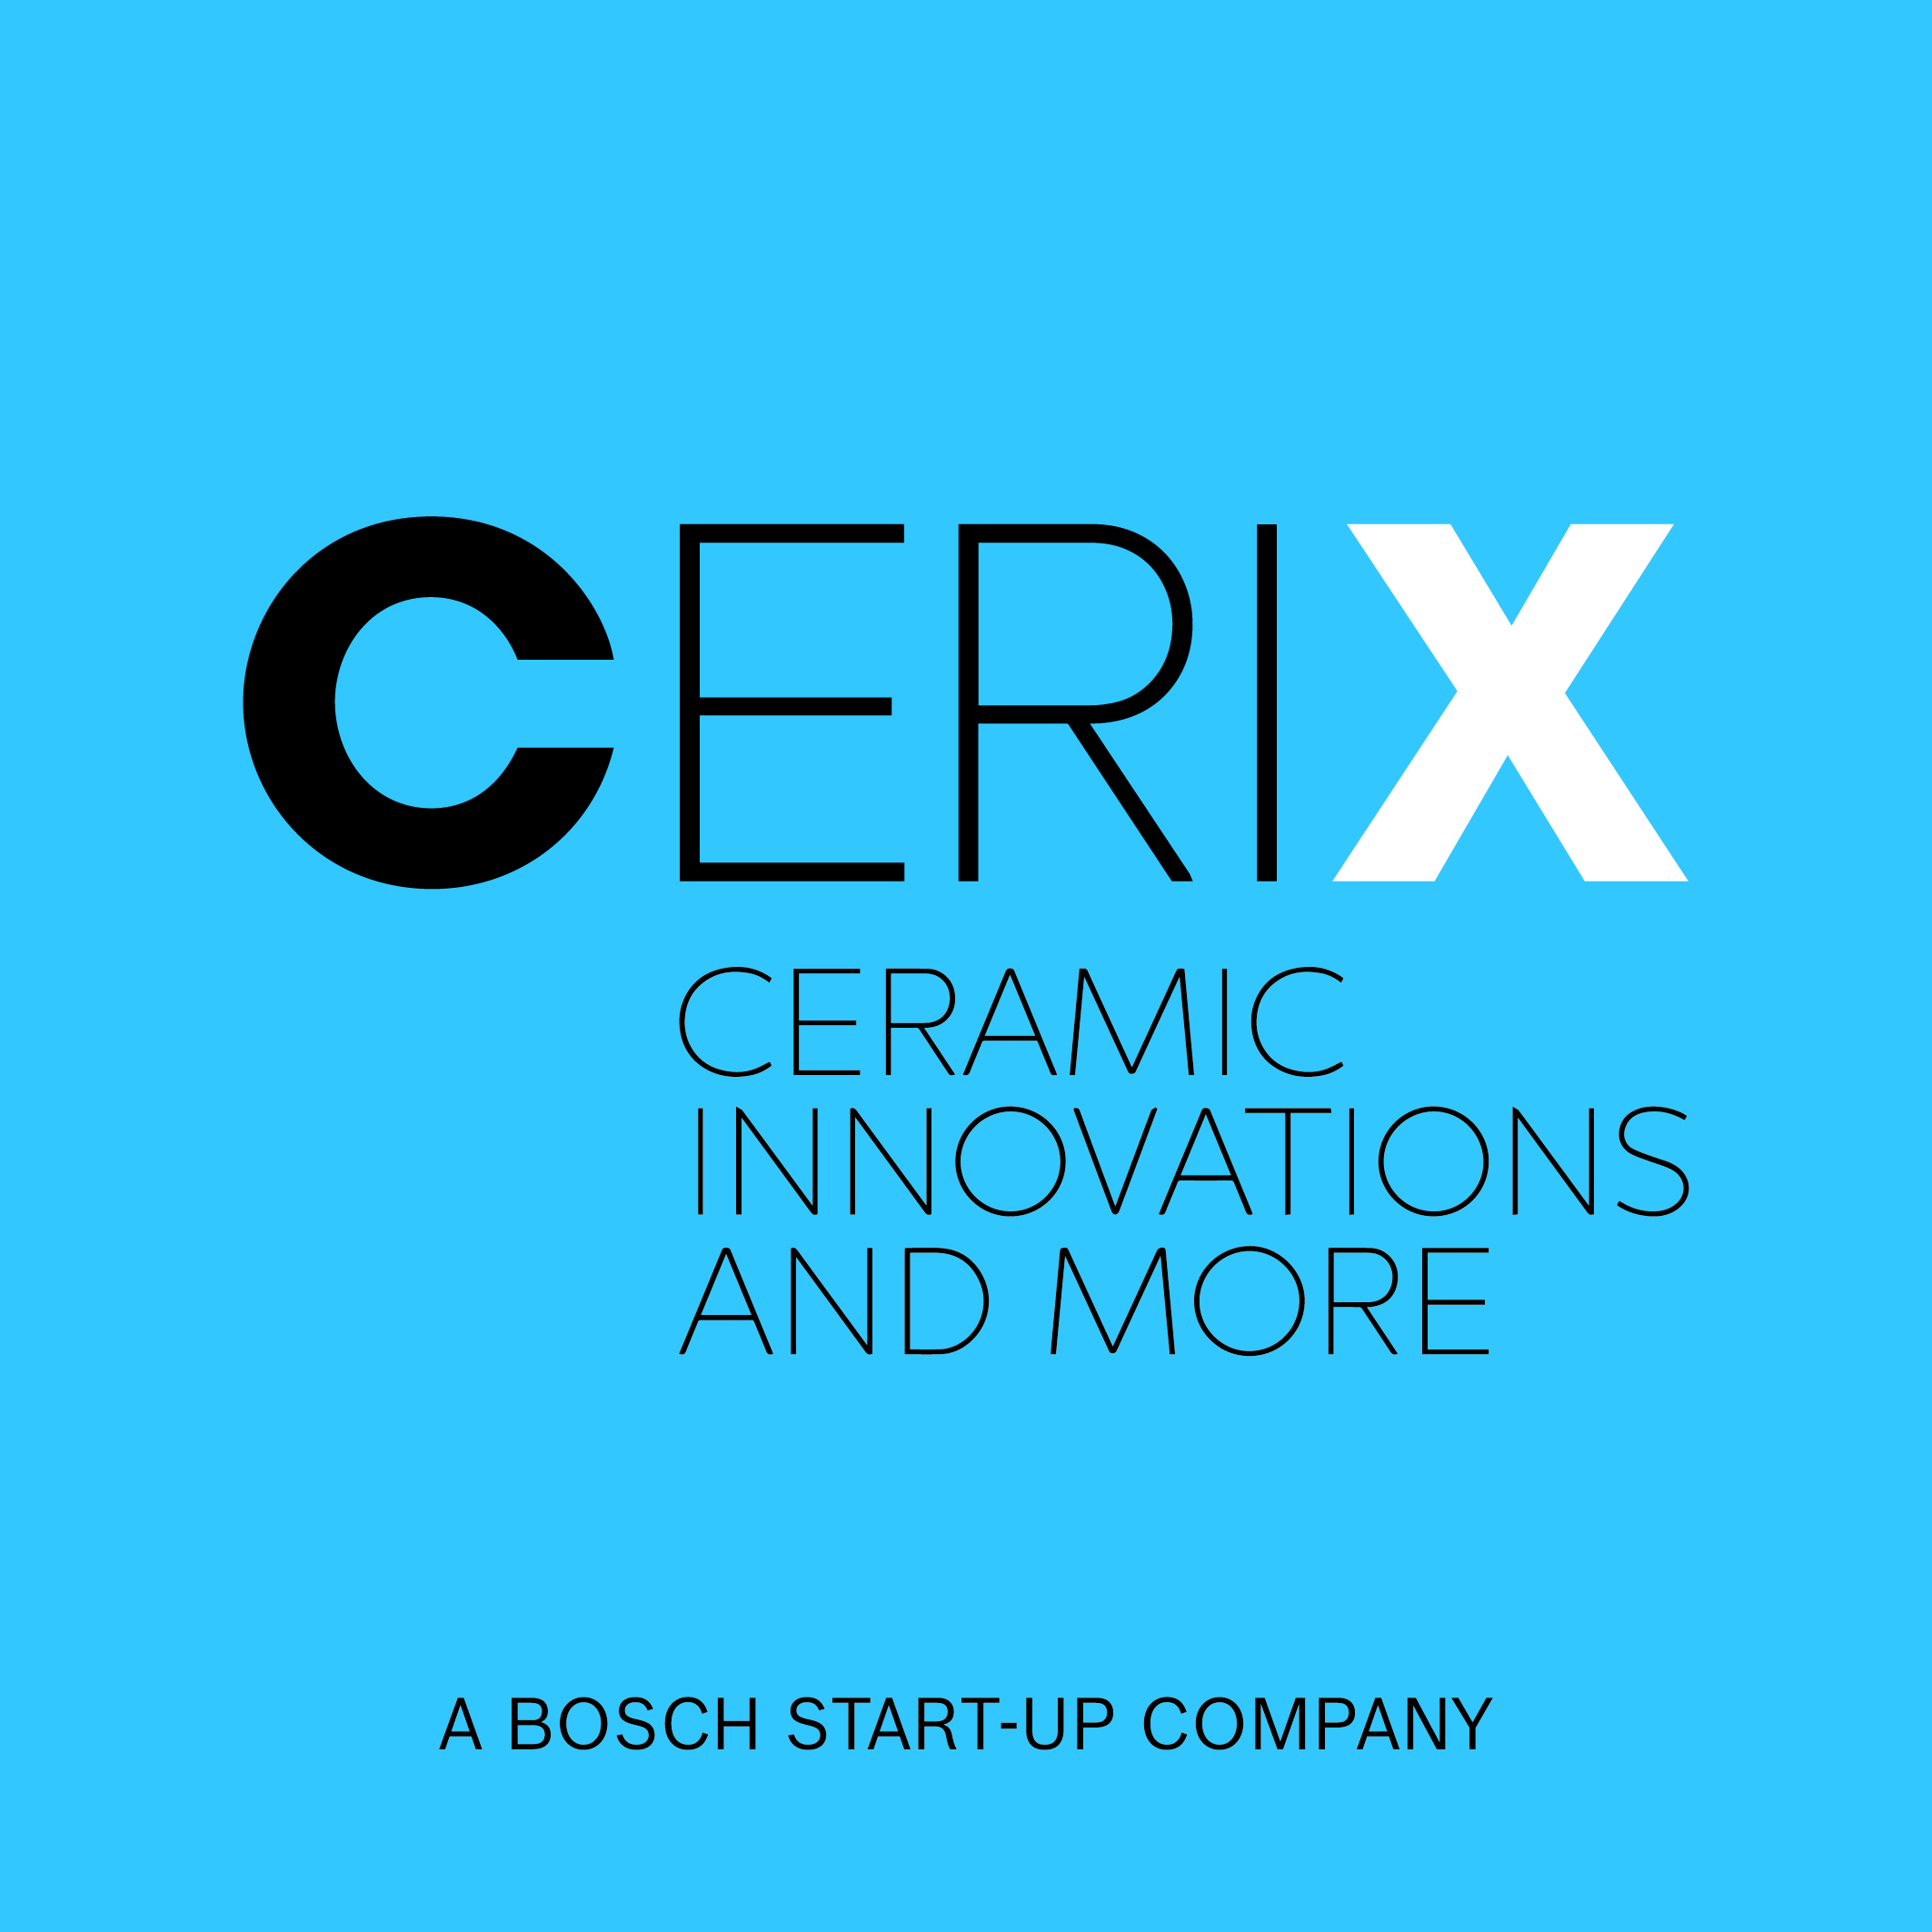 CERIX
CERAMIC
INNOVATIONS
AND MORE
A BOSCH START-UP COMPANY